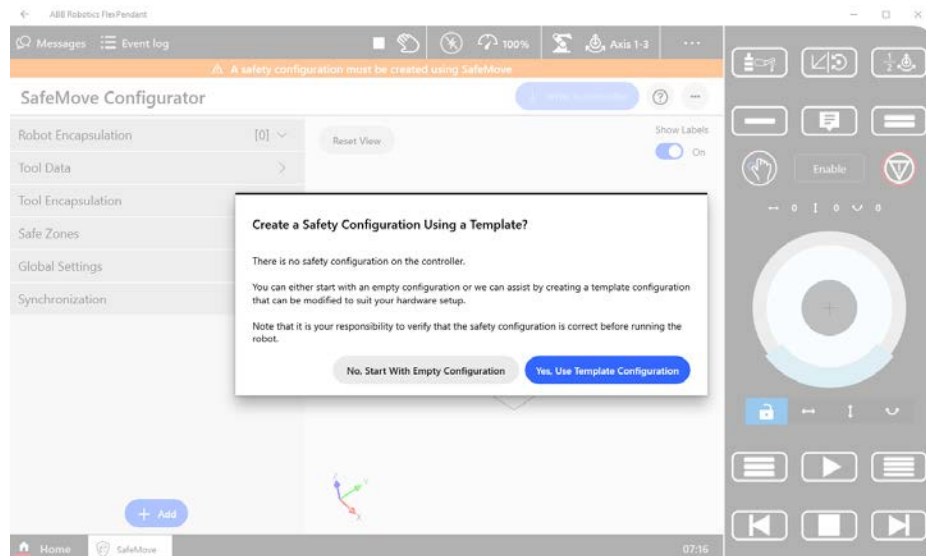 ABB Robotics FlexPendant
Messages Event log 100% Axis 1-3 ...
A safety configuration must be created using SafeMove
SafeMove Configurator
Robot Encapsulation [0]
Tool Data
Tool Encapsulation
Safe Zones
Global Settings
Synchronization
Reset View
Show Labels
On
Create a Safety Configuration Using a Template?
There is no safety configuration on the controller.
You can either start with an empty configuration or we can assist by creating a template configuration
that can be modified to suit your hardware setup.
Note that it is your responsibility to verify that the safety configuration is correct before running the
robot.
No, Start With Empty Configuration
Yes, Use Template Configuration
Z
Y
X
+ Add
Home SafeMove 07:16
1/2
Enable
0 0 0